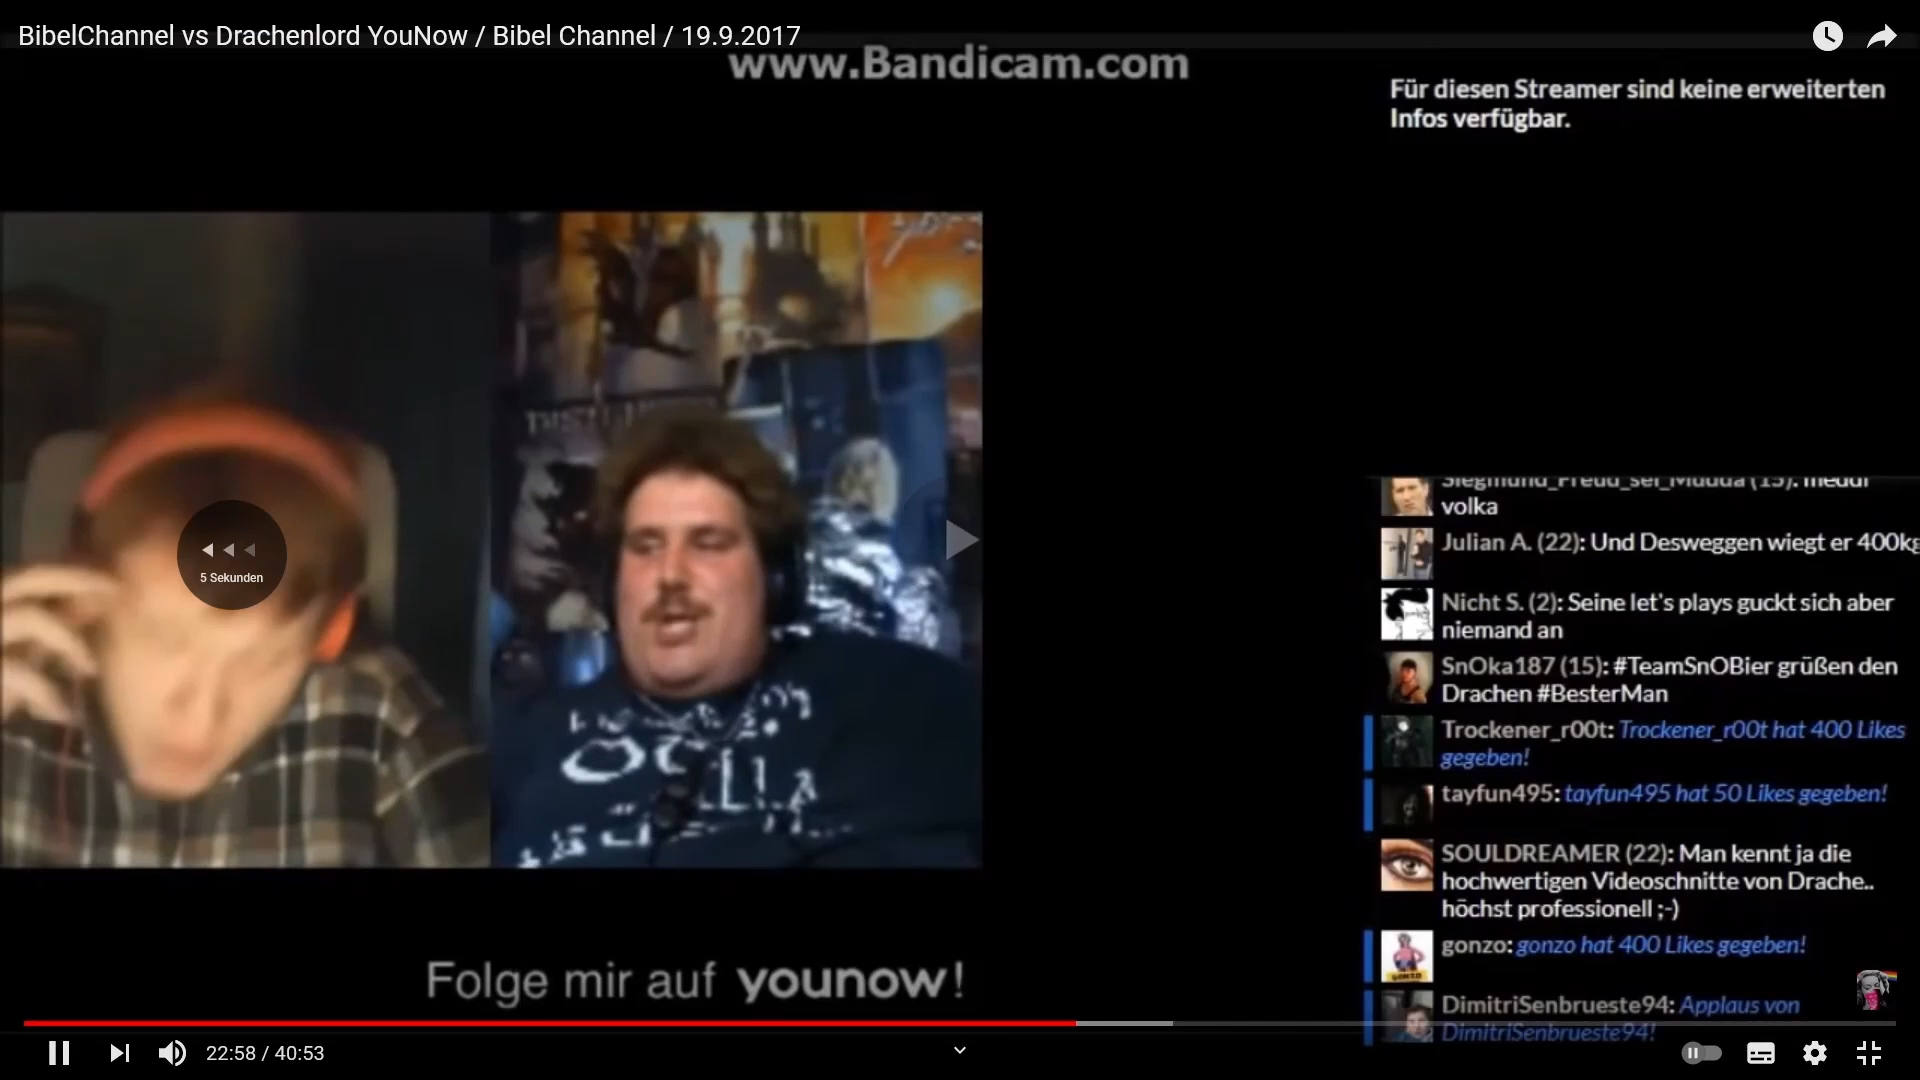 BibelChannel vs Drachenlord YouNow / Bibel Channel / 19.9.2017
www.Bandicam.com
Für diesen Streamer sind keine erweiterten
Infos verfügbar.
5 Sekunden
Siegmund_Freud_sei_Mudda (15): meddl
volka
Julian A. (22): Und Desweggen wiegt er 400kg
Nicht S. (2): Seine let's plays guckt sich aber
niemand an
SnOka187 (15): #TeamSnOBier grüßen den
Drachen #BesterMan
Trockener_r00t: Trockener_r00t hat 400 Likes
gegeben!
tayfun495: tayfun495 hat 50 Likes gegeben!
SOULDREAMER (22): Man kennt ja die
hochwertigen Videoschnitte von Drache..
höchst professionell ;-)
gonzo: gonzo hat 400 Likes gegeben!
DimitriSenbrueste94: Applaus von
DimitriSenbrueste94!
Folge mir auf younow!
22:58 / 40:53